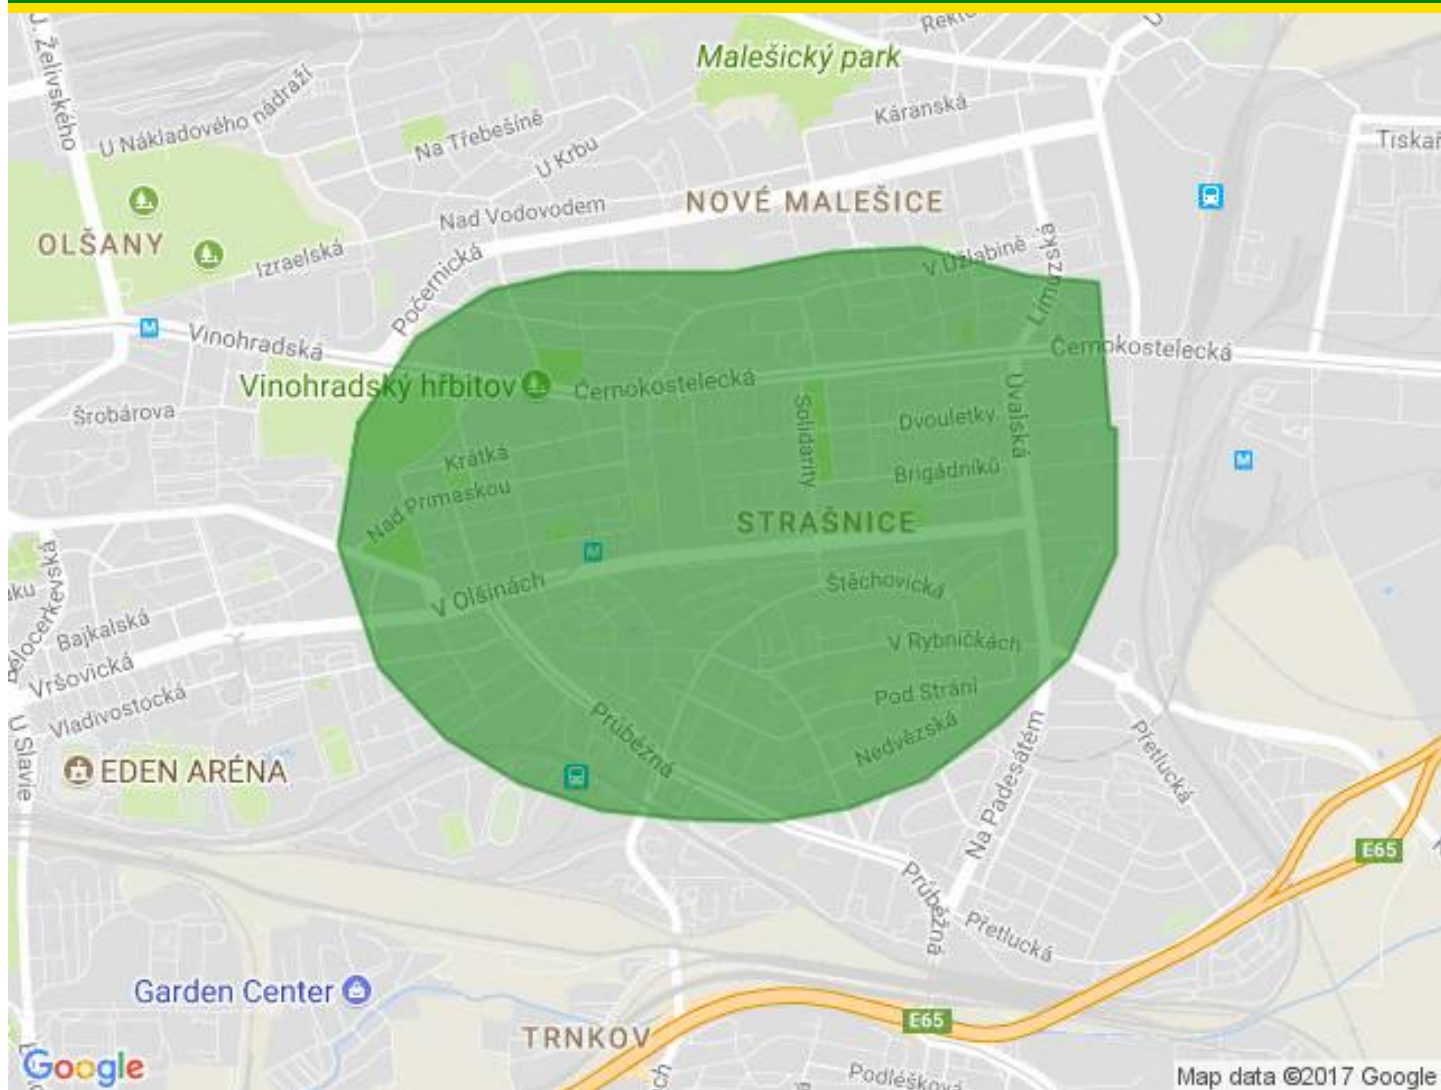 Rektor
J. Želivského
Malešický park
U Nákladového nádraží
Káranská
Na Třebešíně
Tiskař
U Krbu
Nad Vodovodem
NOVÉ MALEŠICE
OLŠANY
Izraelská
V Úžlabině
Limuzská
Počernická
Vinohradská
Černokostelecká
Vinohradský hřbitov
Černokostelecká
Šrobárova
Solidarity
Dvouletky
Úvalská
Krátká
Brigádníků
Nad Primaskou
STRAŠNICE
V Olšinách
Štěchovická
Bělocerkevská
Bajkalská
V Rybníčkách
Vršovická
Pod Strání
Vladivostocká
U Slavie
Průběžná
Nedvězská
Přetlucká
EDEN ARÉNA
Na Padesátém
E65
Průběžná
Přetlucká
Garden Center
E65
TRNKOV
Google
Podléškova
Map data ©2017 Google